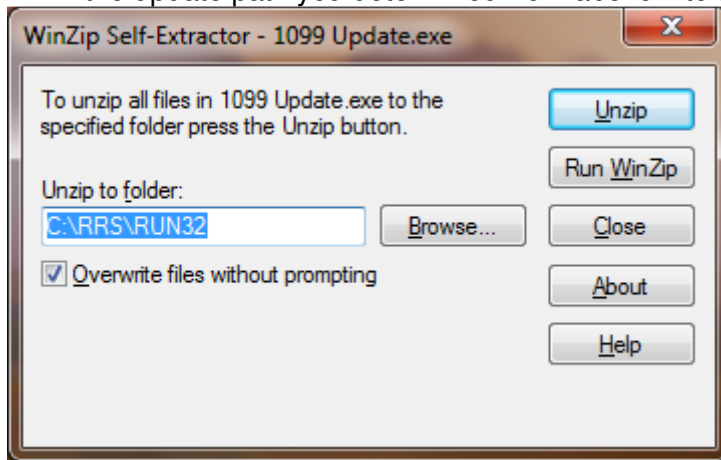 WinZip Self-Extractor - 1099 Update.exe
To unzip all files in 1099 Update.exe to the
specified folder press the Unzip button.
Unzip to folder:
C:\RRS\RUN32
Browse...
Overwrite files without prompting
Unzip
Run WinZip
Close
About
Help